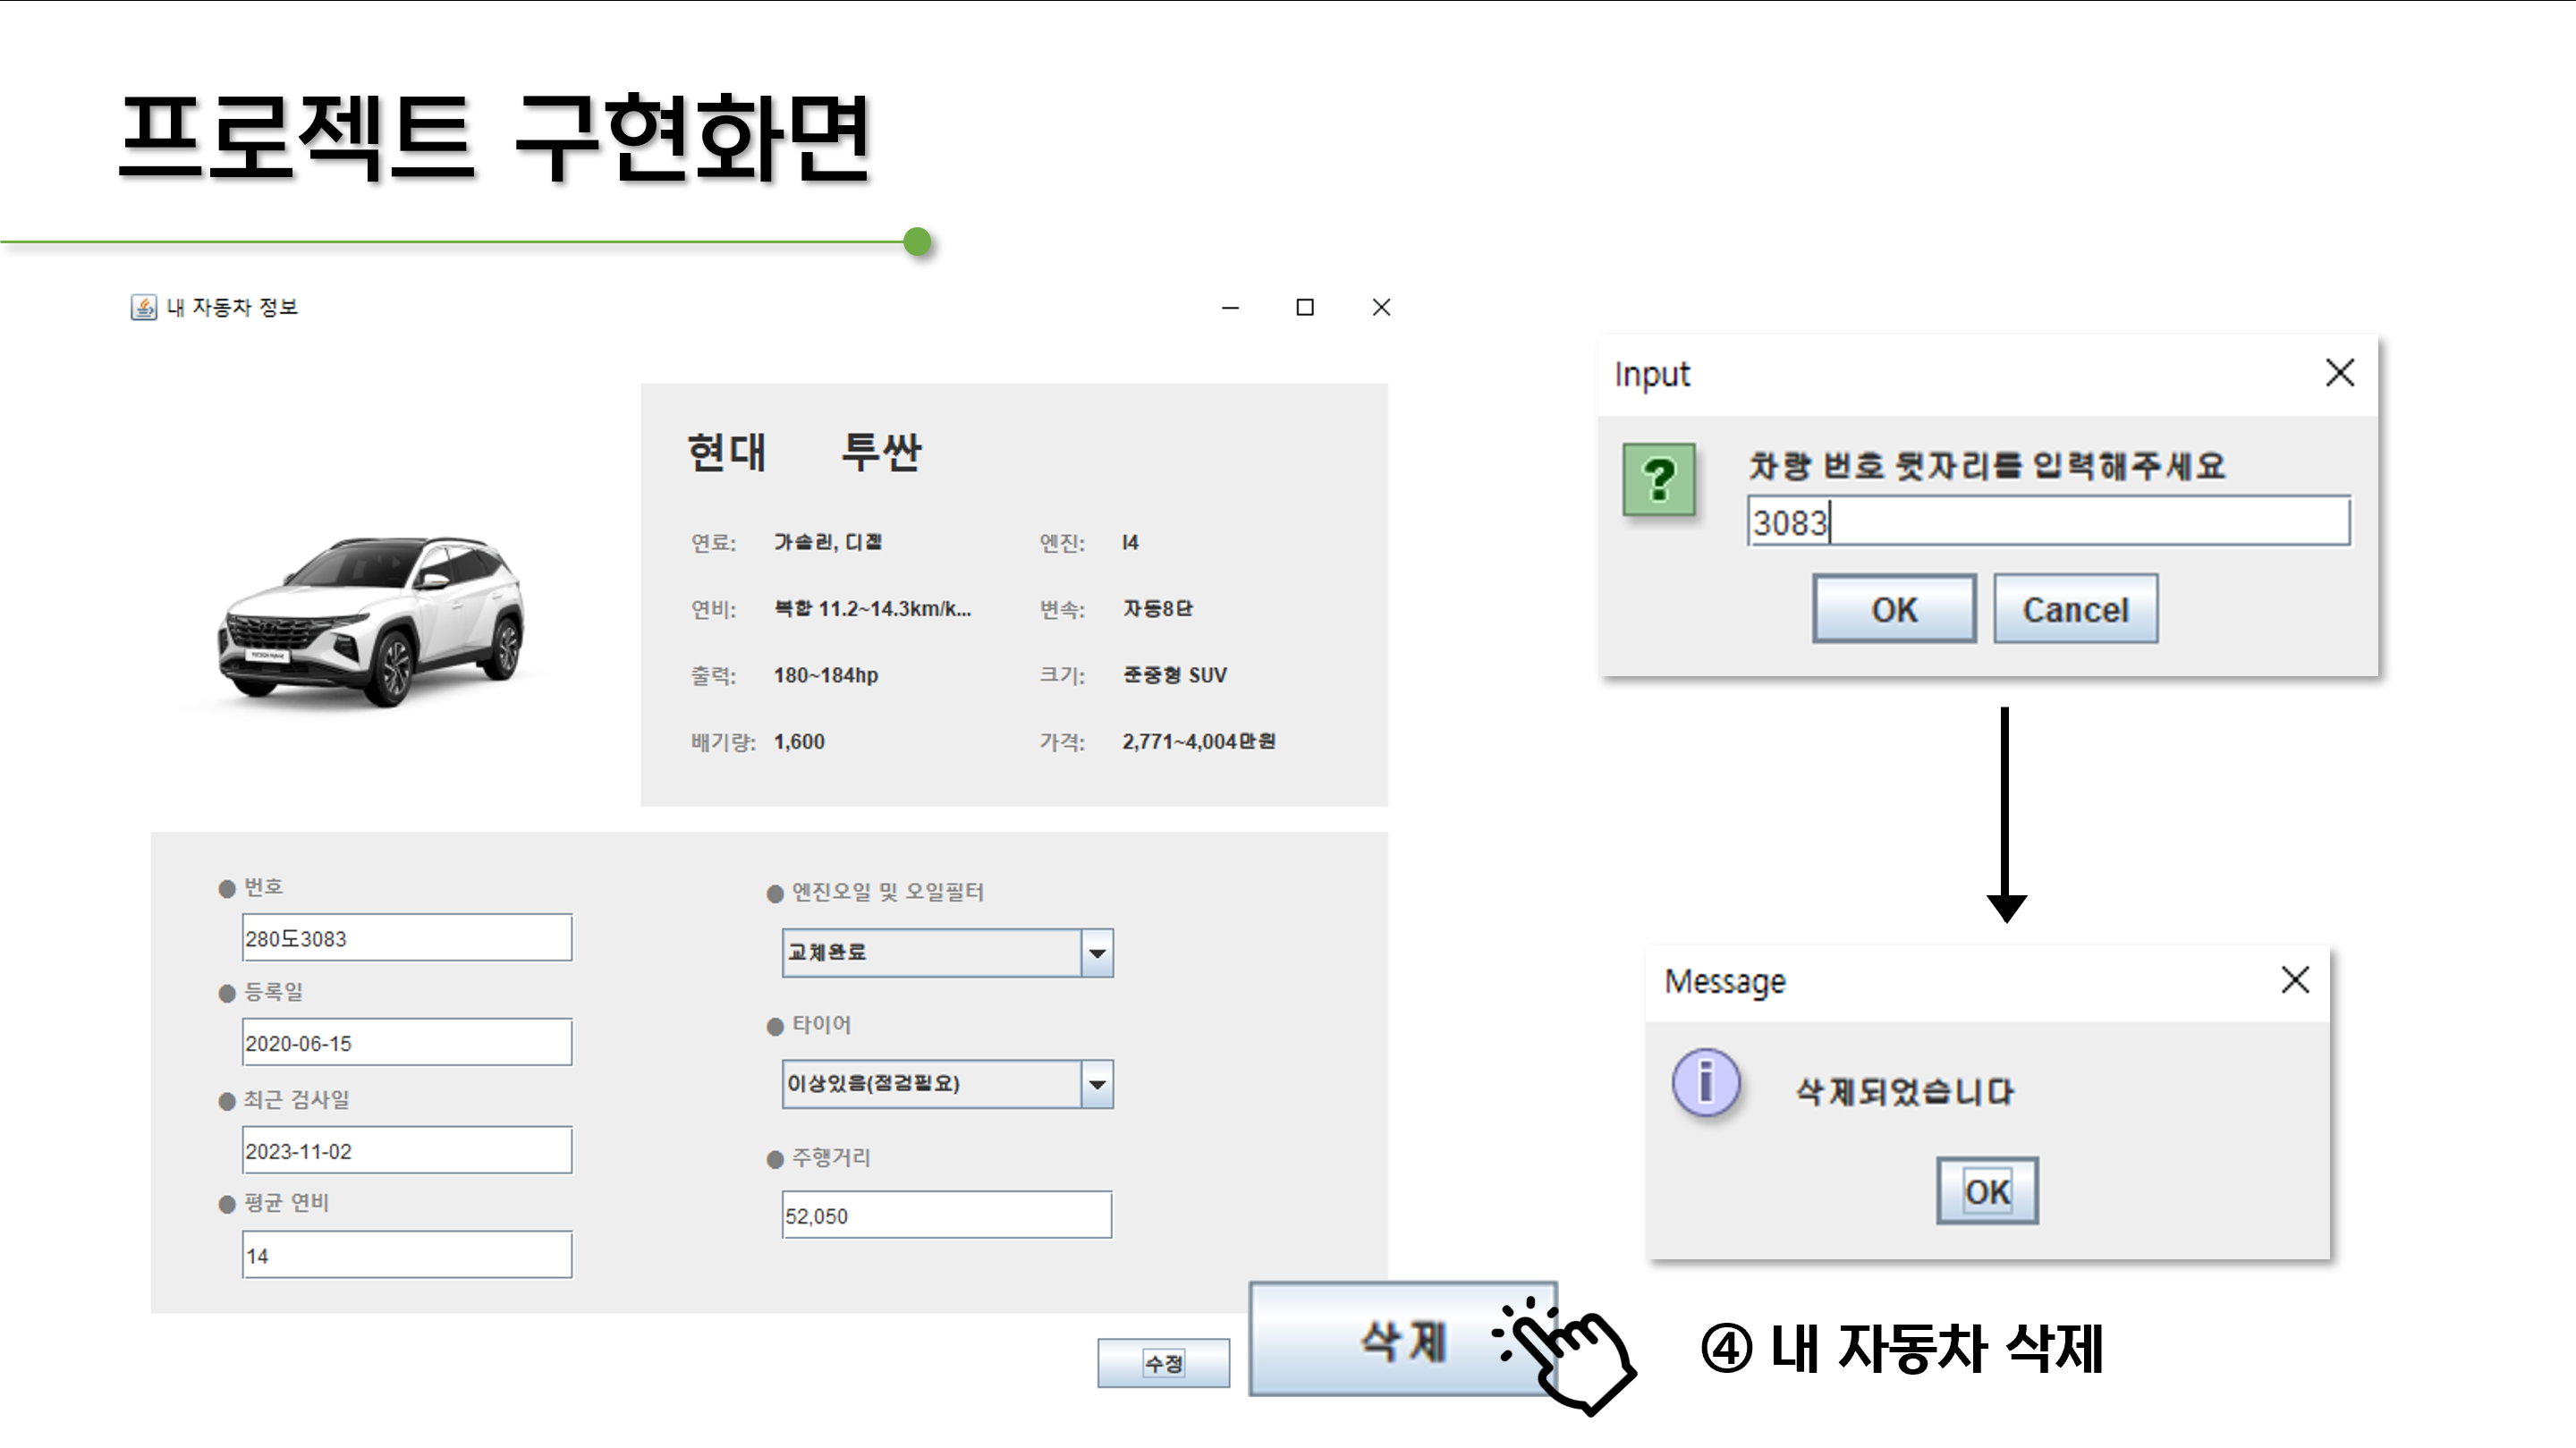 프로젝트 구현화면
내 자동차 정보
현대 투싼
연료: 가솔린, 디젤 엔진: I4
연비: 복합 11.2~14.3km/k... 변속: 자동8단
출력: 180~184hp 크기: 준중형 SUV
배기량: 1,600 가격: 2,771~4,004만원
번호
280도3083
등록일
2020-06-15
최근 검사일
2023-11-02
평균 연비
14
엔진오일 및 오일필터
교체완료
타이어
이상있음(점검필요)
주행거리
52,050
수정
삭제
Input
차량 번호 뒷자리를 입력해주세요
3083
OK Cancel
Message
삭제되었습니다
OK
④ 내 자동차 삭제